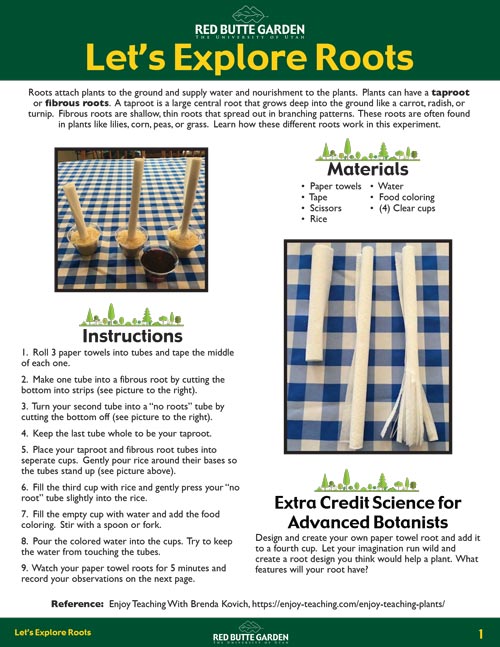 RED BUTTE GARDEN
THE UNIVERSITY OF UTAH
Let's Explore Roots
Roots attach plants to the ground and supply water and nourishment to the plants. Plants can have a taproot
or fibrous roots. A taproot is a large central root that grows deep into the ground like a carrot, radish, or
turnip. Fibrous roots are shallow, thin roots that spread out in branching patterns. These roots are often found
in plants like lilies, corn, peas, or grass. Learn how these different roots work in this experiment.
Materials
• Paper towels
• Tape
• Scissors
• Rice
• Water
• Food coloring
• (4) Clear cups
Instructions
1. Roll 3 paper towels into tubes and tape the middle
of each one.
2. Make one tube into a fibrous root by cutting the
bottom into strips (see picture to the right).
3. Turn your second tube into a "no roots" tube by
cutting the bottom off (see picture to the right).
4. Keep the last tube whole to be your taproot.
5. Place your taproot and fibrous root tubes into
seperate cups. Gently pour rice around their bases so
the tubes stand up (see picture above).
6. Fill the third cup with rice and gently press your "no
root" tube slightly into the rice.
7. Fill the empty cup with water and add the food
coloring. Stir with a spoon or fork.
8. Pour the colored water into the cups. Try to keep
the water from touching the tubes.
9. Watch your paper towel roots for 5 minutes and
record your observations on the next page.
Extra Credit Science for
Advanced Botanists
Design and create your own paper towel root and add it
to a fourth cup. Let your imagination run wild and
create a root design you think would help a plant. What
features will your root have?
Reference: Enjoy Teaching With Brenda Kovich, https://enjoy-teaching.com/enjoy-teaching-plants/
Let's Explore Roots
RED BUTTE GARDEN
THE UNIVERSITY OF UTAH
1